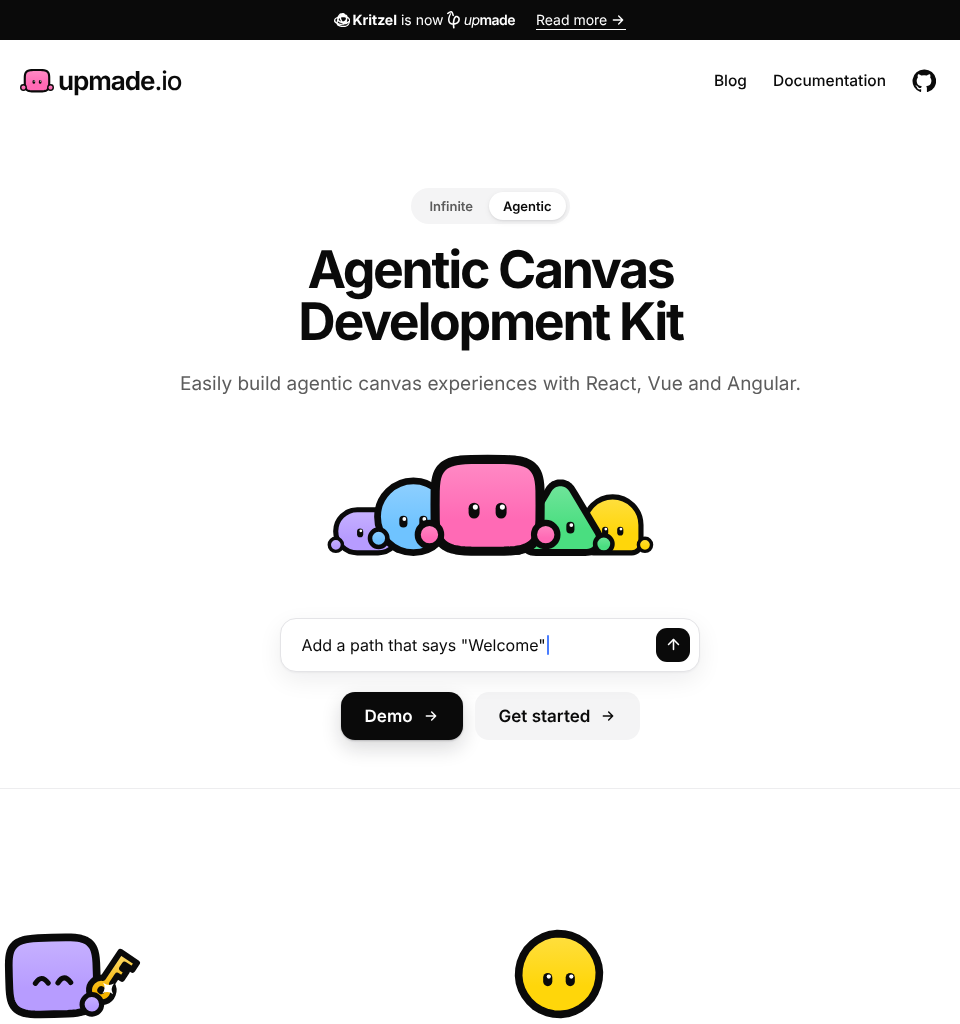 Kritzel is now upmade Read more →
upmade.io
Blog Documentation
Infinite Agentic
Agentic Canvas
Development Kit
Easily build agentic canvas experiences with React, Vue and Angular.
Add a path that says "Welcome"
Demo →
Get started →